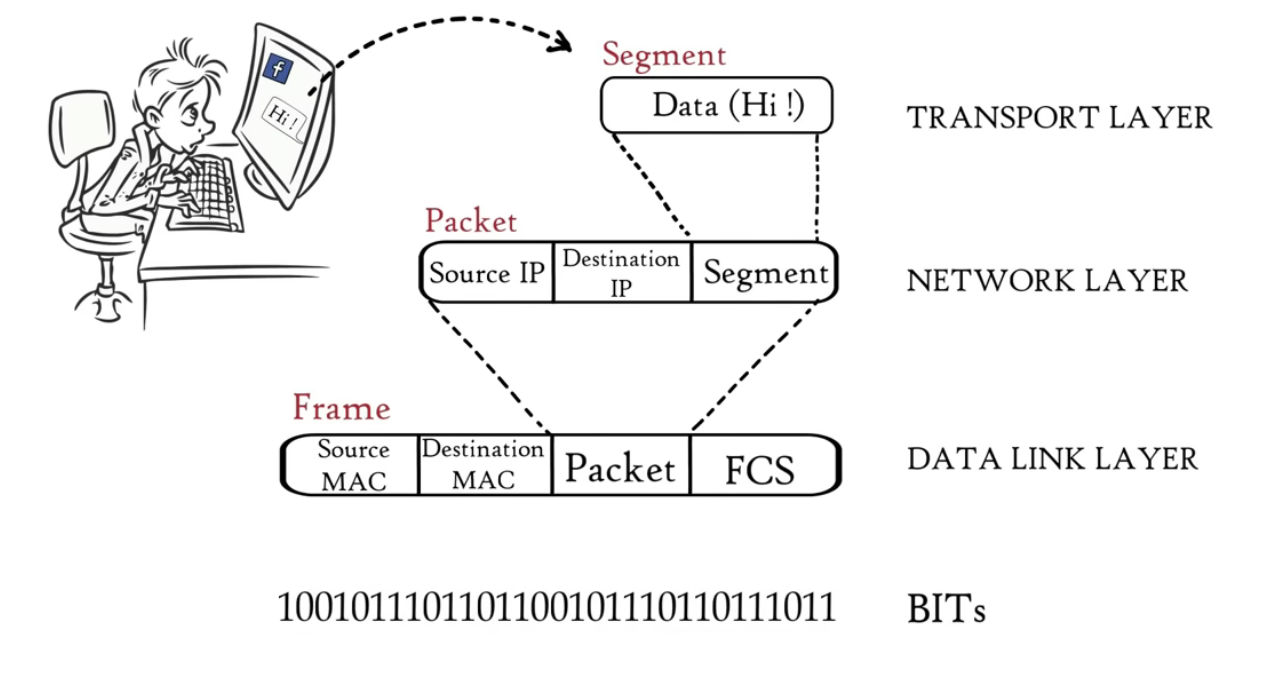 f
Hi !
Segment
Data (Hi !)
TRANSPORT LAYER
Packet
Source IP
Destination
IP
Segment
NETWORK LAYER
Frame
Source
MAC
Destination
MAC
Packet
FCS
DATA LINK LAYER
1001011101101100101110110111011
BITs